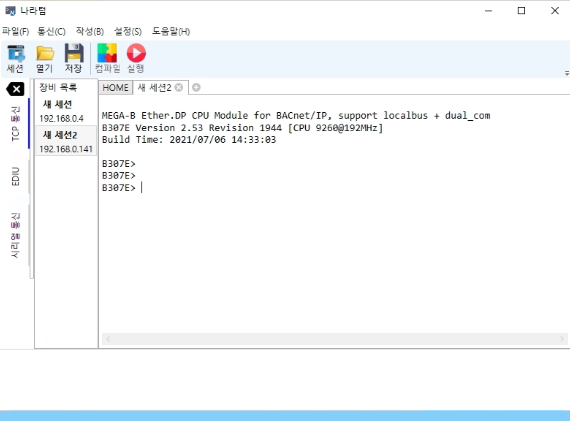 나라텀
파일(F) 통신(C) 작성(B) 설정(S) 도움말(H)
세션 열기 저장 컴파일 실행
장비 목록
HOME 새 세션2
새 세션
192.168.0.4
새 세션2
192.168.0.141
TCP 통신
EDIU
시리얼 통신
MEGA-B Ether.DP CPU Module for BACnet/IP, support localbus + dual_com
B307E Version 2.53 Revision 1944 [CPU 9260@192MHz]
Build Time: 2021/07/06 14:33:03
B307E>
B307E>
B307E>